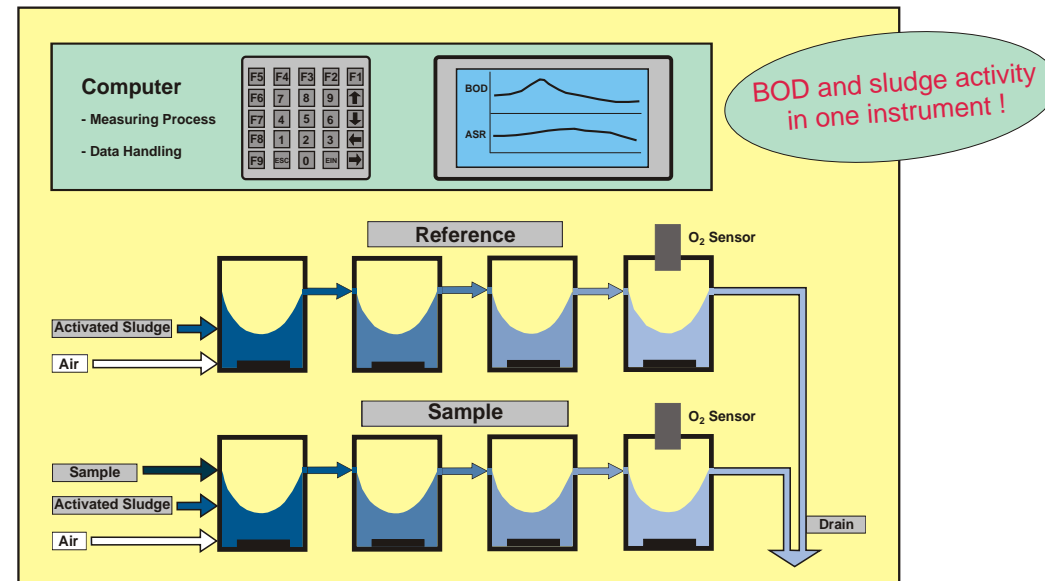 Computer
- Measuring Process
- Data Handling
F5 F4 F3 F2 F1
F6 7 8 9
F7 4 5 6
F8 1 2 3
F9 ESC 0 EIN
BOD
ASR
BOD and sludge activity
in one instrument !
Reference
O₂ Sensor
Activated Sludge
Air
Sample
O₂ Sensor
Sample
Activated Sludge
Air
Drain